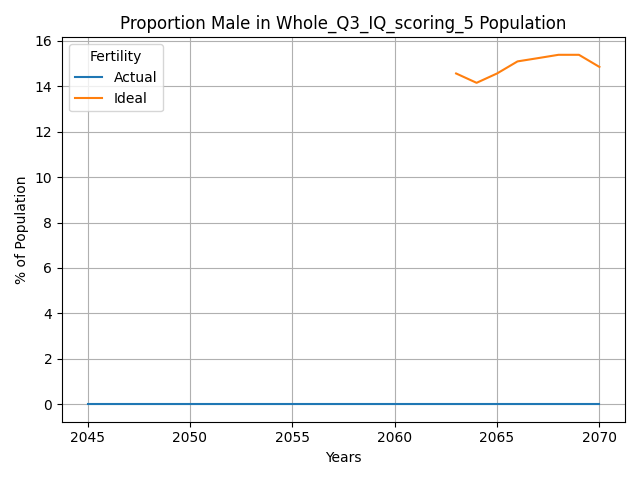 Proportion Male in Whole_Q3_IQ_scoring_5 Population
Fertility
Actual
Ideal
% of Population
16
14
12
10
8
6
4
2
0
2045
2050
2055
2060
2065
2070
Years